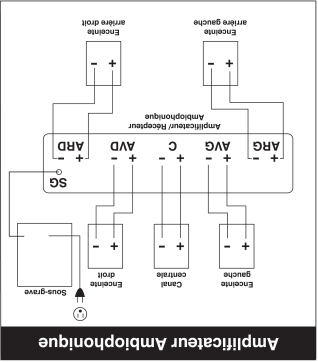 Amplificateur Ambiophonique
Sous-grave
Enceinte
gauche
Canal
centrale
Enceinte
droit
+ −
+ −
+ −
SG
+ −
+ −
+ −
+ −
+ −
ARG
AVG
C
AVD
ARD
Amplificateur/ Récepteur
Ambiophonique
+ −
+ −
Enceinte
arrière gauche
Enceinte
arrière droit